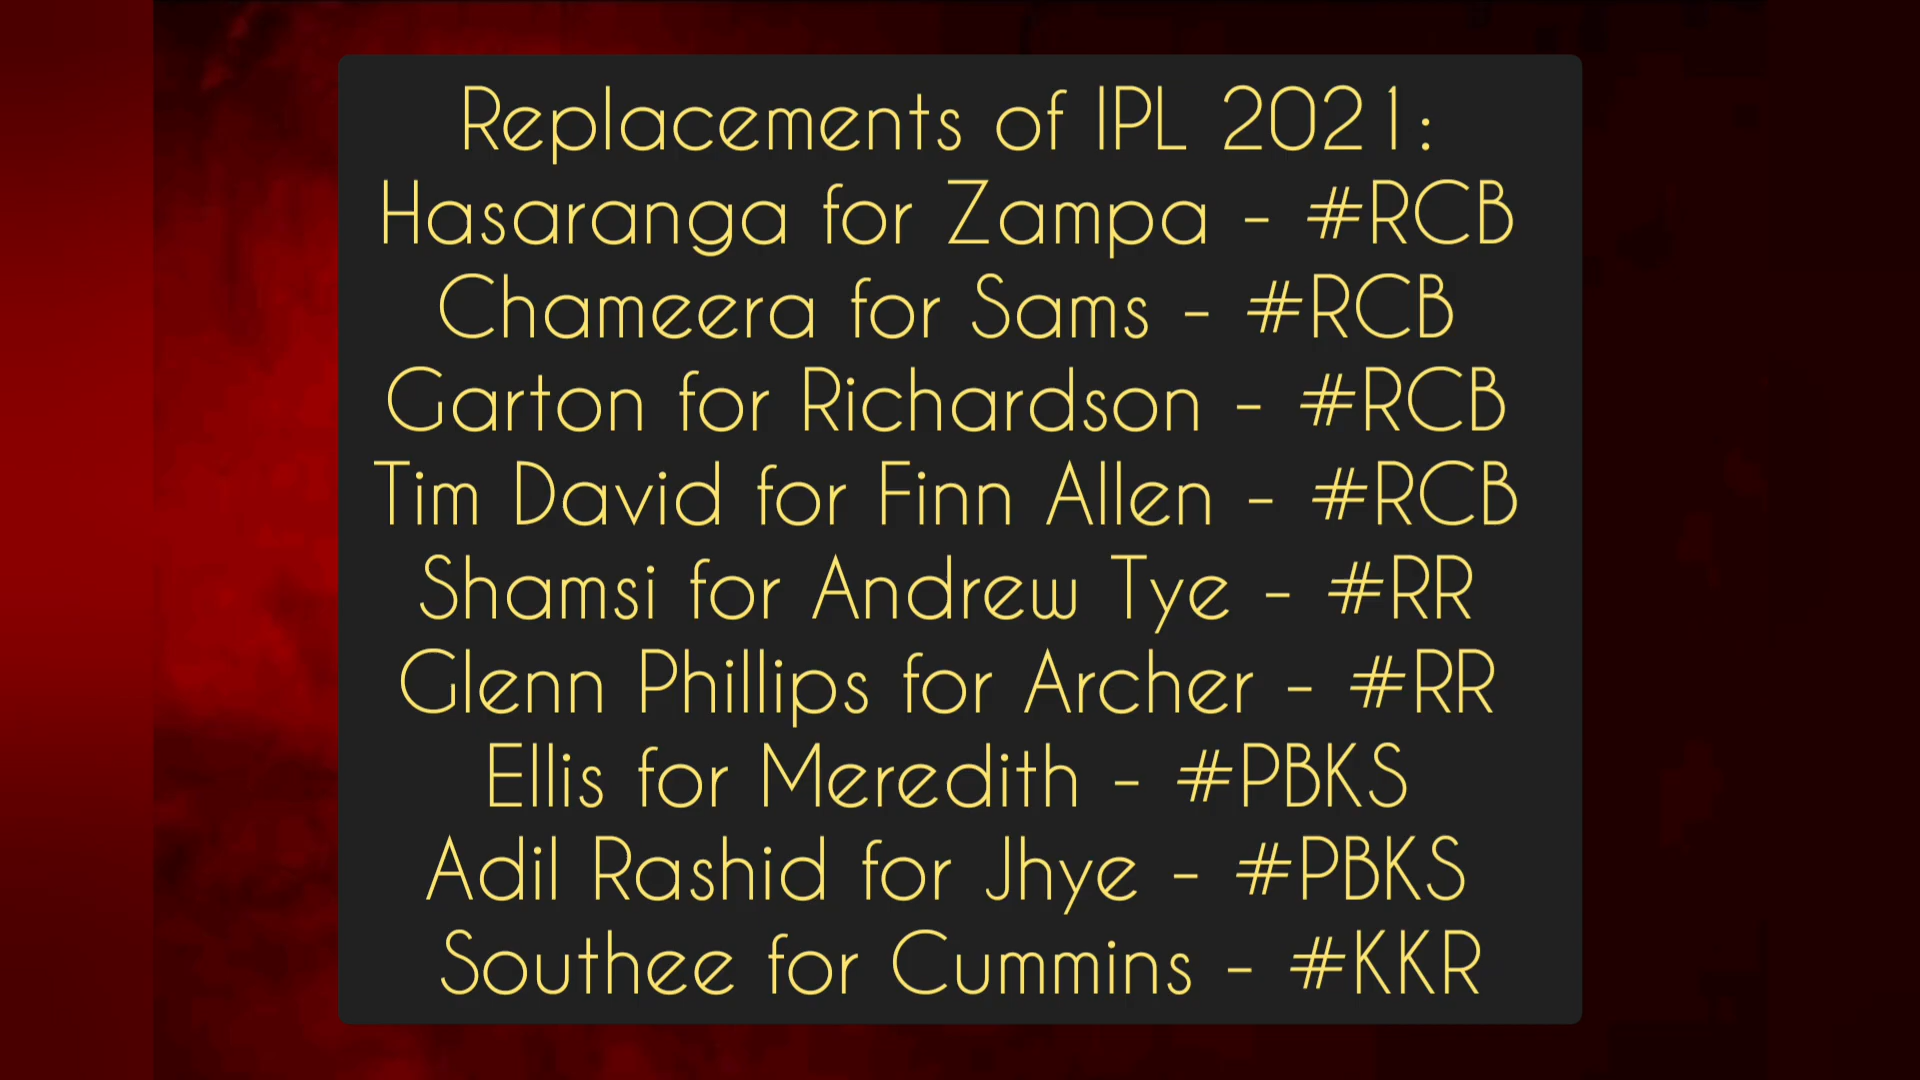 Replacements of IPL 2021:
Hasaranga for Zampa - #RCB
Chameera for Sams - #RCB
Garton for Richardson - #RCB
Tim David for Finn Allen - #RCB
Shamsi for Andrew Tye - #RR
Glenn Phillips for Archer - #RR
Ellis for Meredith - #PBKS
Adil Rashid for Jhye - #PBKS
Southee for Cummins - #KKR